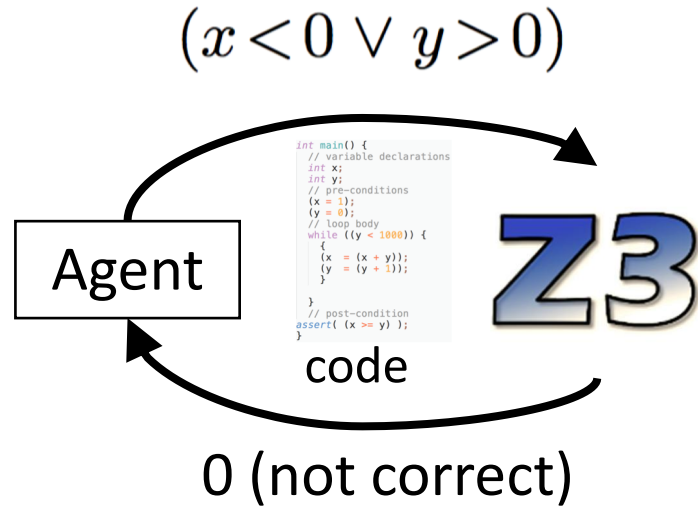 (x < 0 ∨ y > 0)
int main() {
// variable declarations
int x;
int y;
// pre-conditions
(x = 1);
(y = 0);
// loop body
while ((y < 1000)) {
{
(x  = (x + y));
(y  = (y + 1));
}
}
// post-condition
assert( (x >= y) );
}
Agent
Z3
code
0 (not correct)